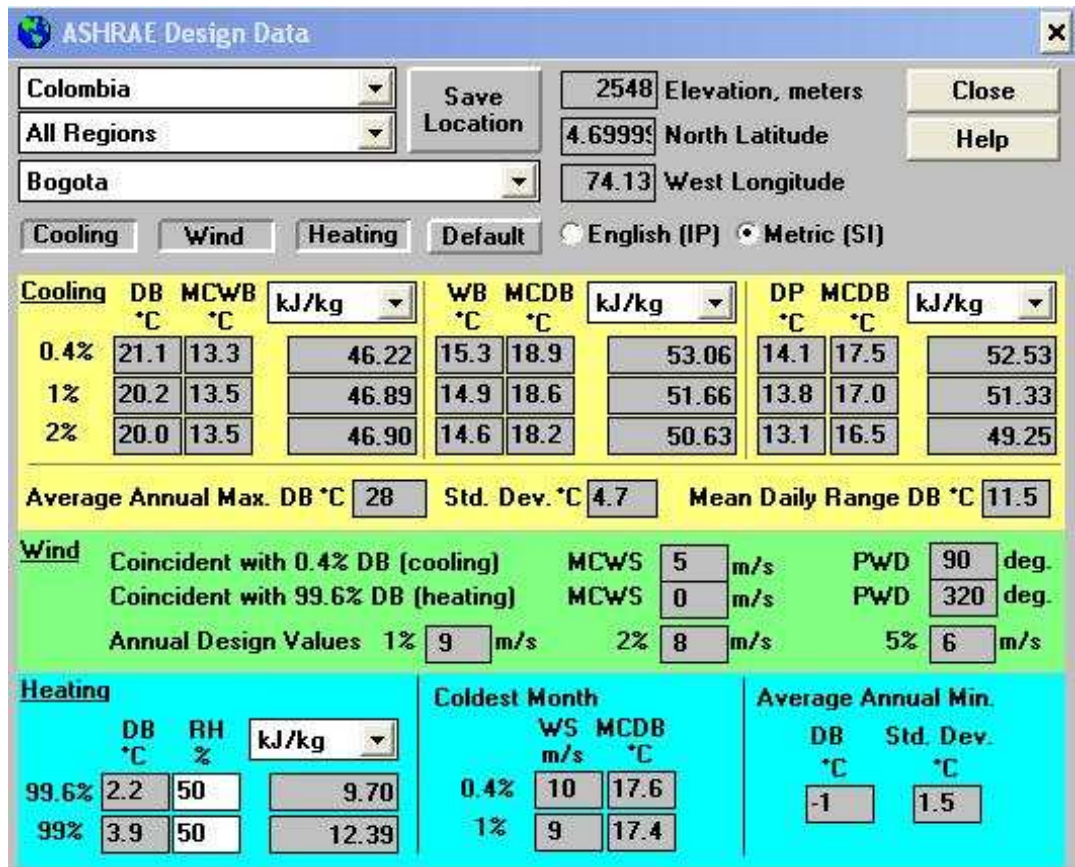 ASHRAE Design Data
Colombia Save Location 2548 Elevation, meters Close
All Regions 4.69999 North Latitude Help
Bogota 74.13 West Longitude
Cooling Wind Heating Default English (IP) Metric (SI)
Cooling DB °C MCWB °C kJ/kg WB °C MCDB °C kJ/kg DP °C MCDB °C kJ/kg
0.4% 21.1 13.3 46.22 15.3 18.9 53.06 14.1 17.5 52.53
1% 20.2 13.5 46.89 14.9 18.6 51.66 13.8 17.0 51.33
2% 20.0 13.5 46.90 14.6 18.2 50.63 13.1 16.5 49.25
Average Annual Max. DB °C 28 Std. Dev. °C 4.7 Mean Daily Range DB °C 11.5
Wind Coincident with 0.4% DB (cooling) MCWS 5 m/s PWD 90 deg.
Coincident with 99.6% DB (heating) MCWS 0 m/s PWD 320 deg.
Annual Design Values 1% 9 m/s 2% 8 m/s 5% 6 m/s
Heating Coldest Month Average Annual Min.
DB °C RH % kJ/kg WS m/s MCDB °C DB °C Std. Dev. °C
99.6% 2.2 50 9.70 0.4% 10 17.6 -1 1.5
99% 3.9 50 12.39 1% 9 17.4